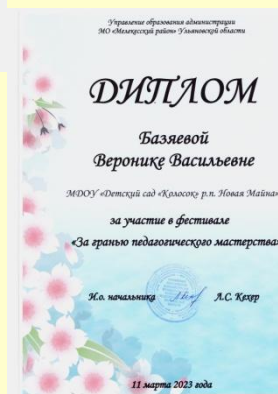 Управление образования администрации
МО «Мелекесский район» Ульяновской области
ДИПЛОМ
Базяевой
Веронике Васильевне
МДОУ «Детский сад «Колосок» р.п. Новая Майна»
за участие в фестивале
«За гранью педагогического мастерства»
И.о. начальника Л.С. Кехер
11 марта 2023 года